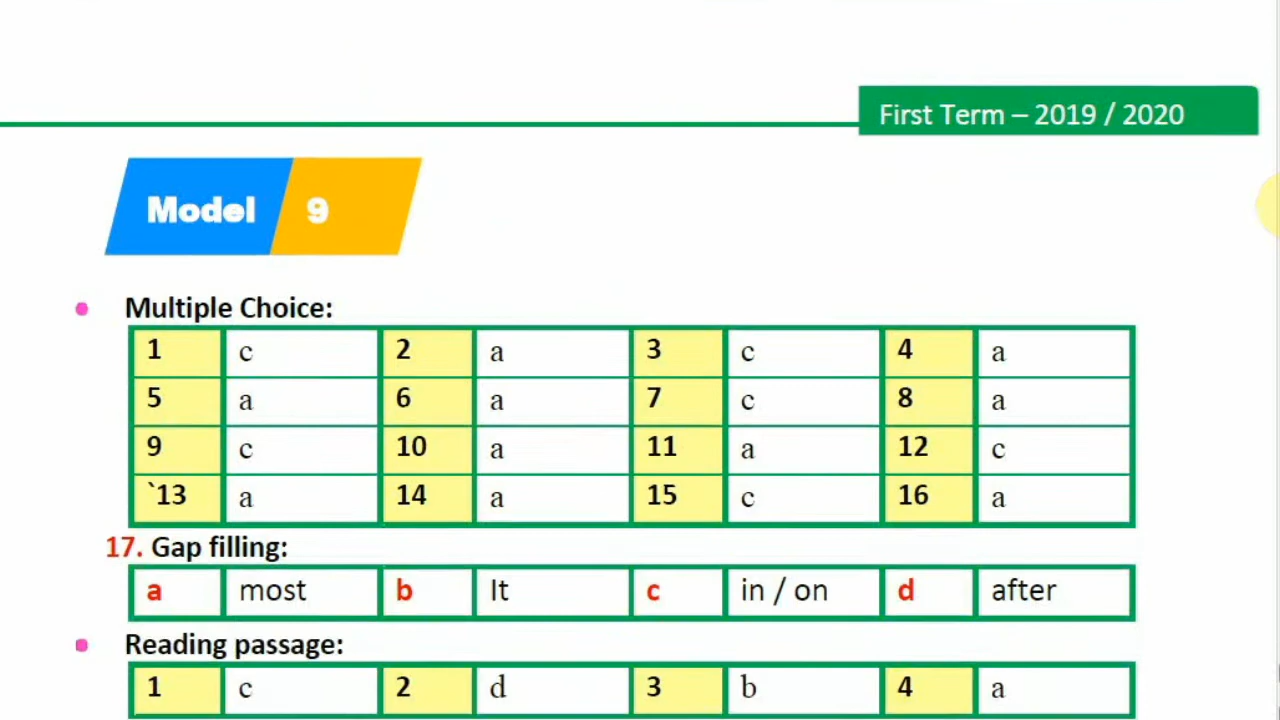 First Term – 2019 / 2020
Model 9
Multiple Choice:
1 c 2 a 3 c 4 a
5 a 6 a 7 c 8 a
9 c 10 a 11 a 12 c
`13 a 14 a 15 c 16 a
17. Gap filling:
a most b It c in / on d after
Reading passage:
1 c 2 d 3 b 4 a